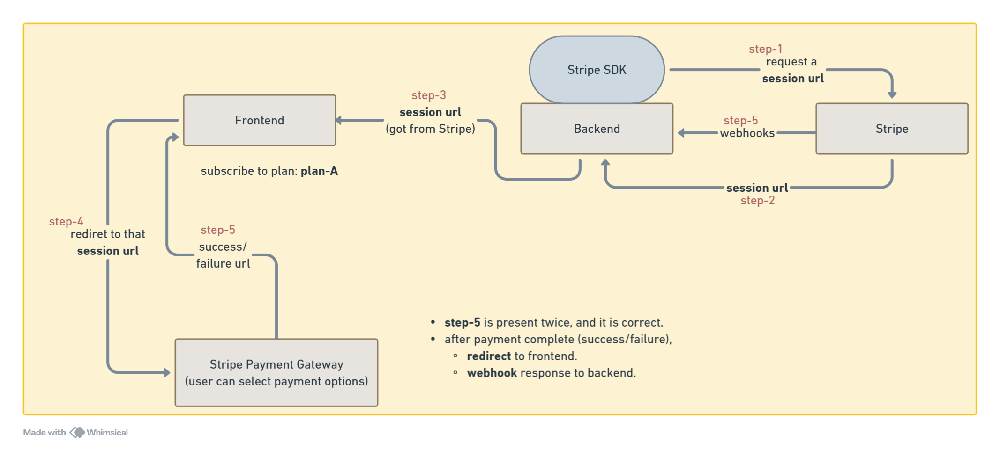 Stripe SDK
step-1
request a
session url
Frontend
step-3
session url
(got from Stripe)
Backend
step-5
webhooks
Stripe
subscribe to plan: plan-A
session url
step-2
step-4
rediret to that
session url
step-5
success/
failure url
• step-5 is present twice, and it is correct.
• after payment complete (success/failure),
◦ redirect to frontend.
◦ webhook response to backend.
Stripe Payment Gateway
(user can select payment options)
Made with Whimsical